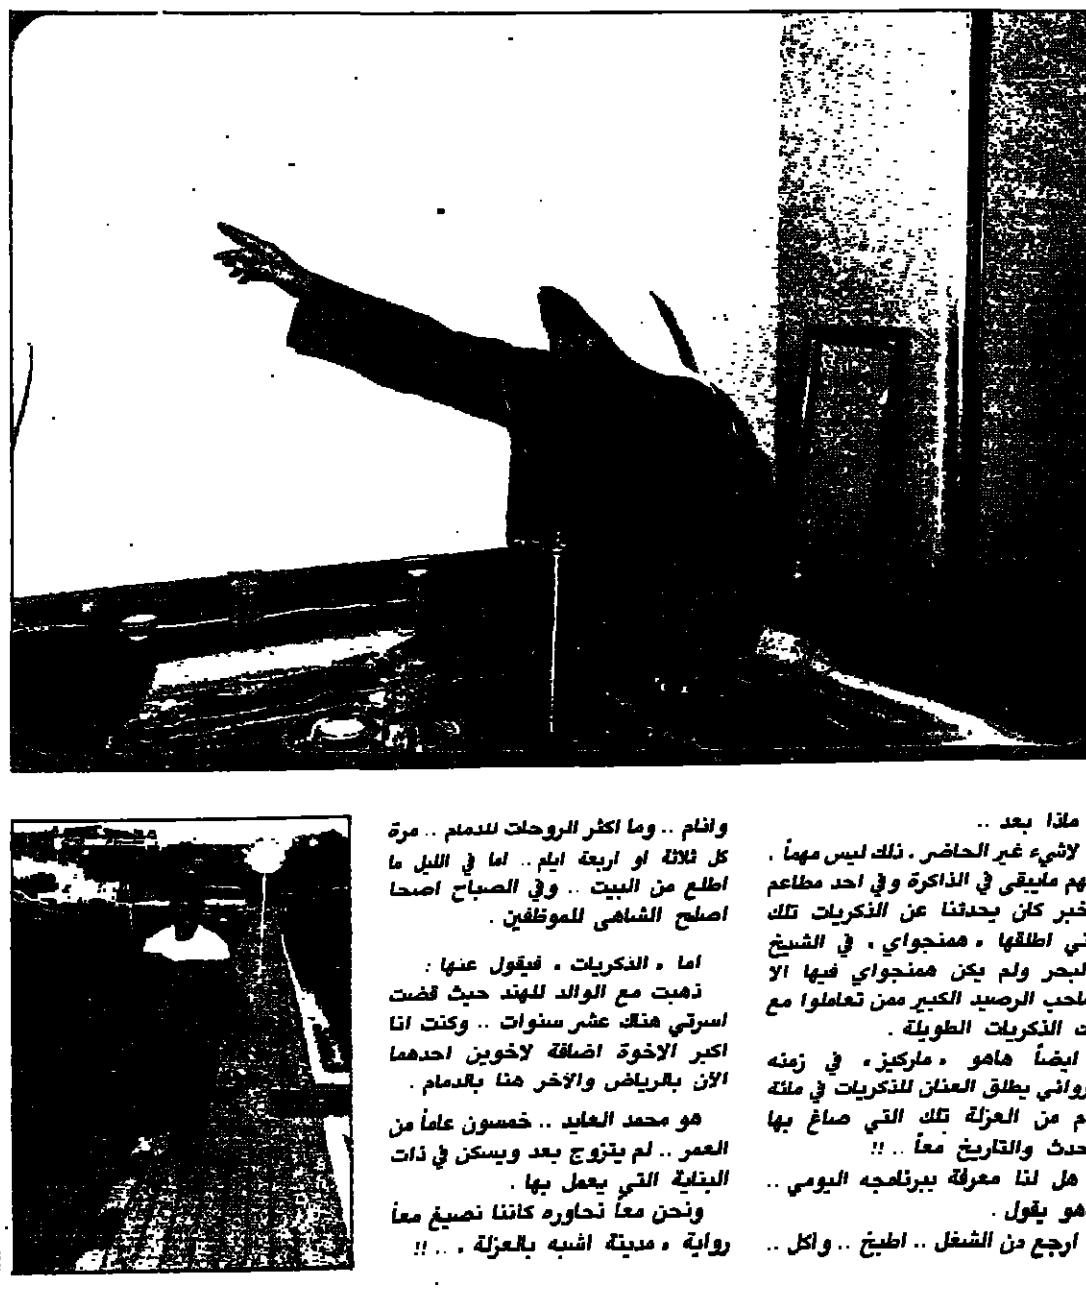 ماذا بعد ..
لاشيء غير الحاضر . ذلك ليس مهماً .
هم مايبقى في الذاكرة وفي احد مطاعم
خبر كان يحدثنا عن الذكريات تلك
تي اطلقها « همنجواي » في الشيخ
لبحر ولم يكن همنجواي فيها الا
احب الرصيد الكبير ممن تعاملوا مع
ت الذكريات الطويلة .
ايضاً هاهو « ماركيز » في زمنه
رواني يطلق العنان للذكريات في مائة
م من العزلة تلك التي صاغ بها
حدث والتاريخ معاً .. !!
هل لنا معرفة ببرنامجه اليومي ..
هو يقول .
ارجع من الشغل .. اطبخ .. واكل ..
وانام .. وما اكثر الروحات للدمام .. مرة
كل ثلاثة او اربعة ايام .. اما في الليل ما
اطلع من البيت .. وفي الصباح اصحا
اصلح الشاهى للموظفين .
اما « الذكريات » فيقول عنها :
ذهبت مع الوالد للهند حيث قضت
اسرتي هناك عشر سنوات .. وكنت انا
اكبر الاخوة اضافة لاخوين احدهما
الآن بالرياض والآخر هنا بالدمام .
هو محمد العايد .. خمسون عاماً من
العمر .. لم يتزوج بعد ويسكن في ذات
البناية التي يعمل بها .
ونحن معاً نحاوره كاننا نصيغ معاً
رواية « مدينة اشبه بالعزلة » .. !!